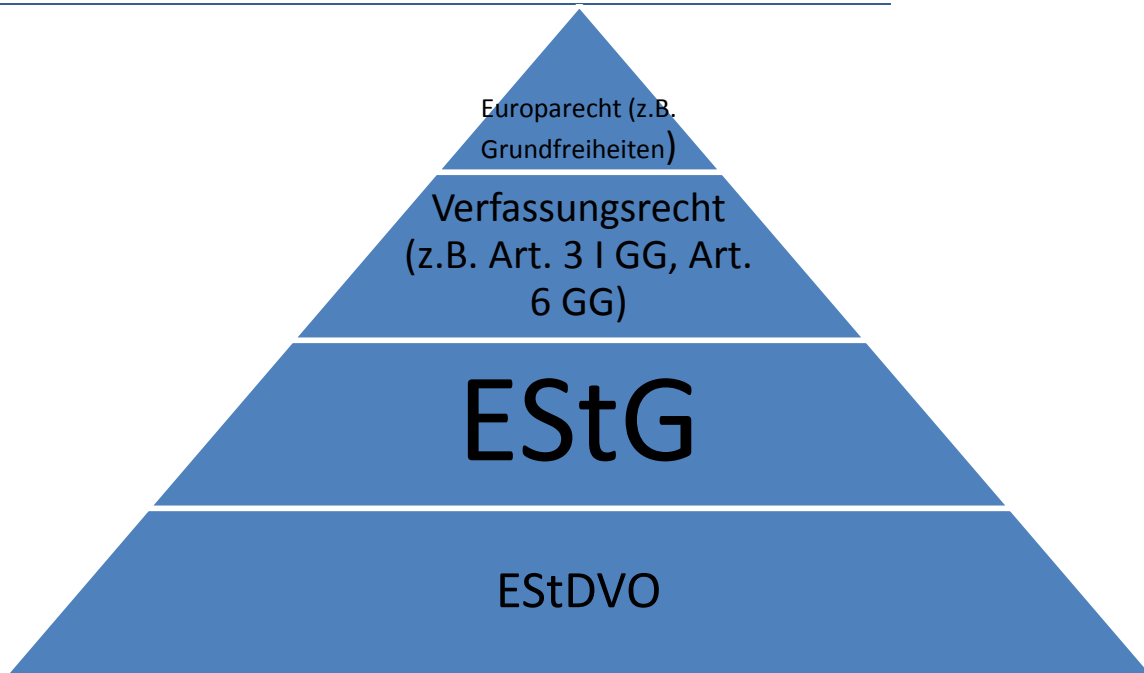 Europarecht (z.B.
Grundfreiheiten)
Verfassungsrecht
(z.B. Art. 3 I GG, Art.
6 GG)
EStG
EStDVO